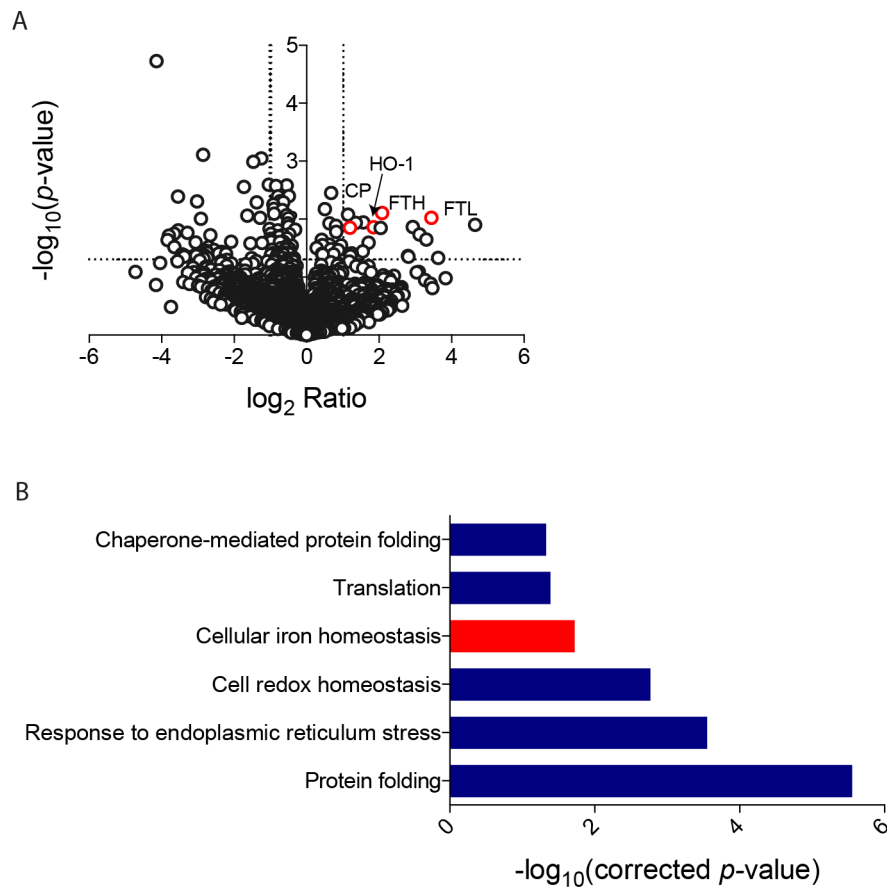 A
5
4
3
-log10(p-value)
HO-1
CP
FTH
FTL
-6 -4 -2 0 2 4 6
log2 Ratio
B
Chaperone-mediated protein folding
Translation
Cellular iron homeostasis
Cell redox homeostasis
Response to endoplasmic reticulum stress
Protein folding
0 2 4 6
-log10(corrected p-value)